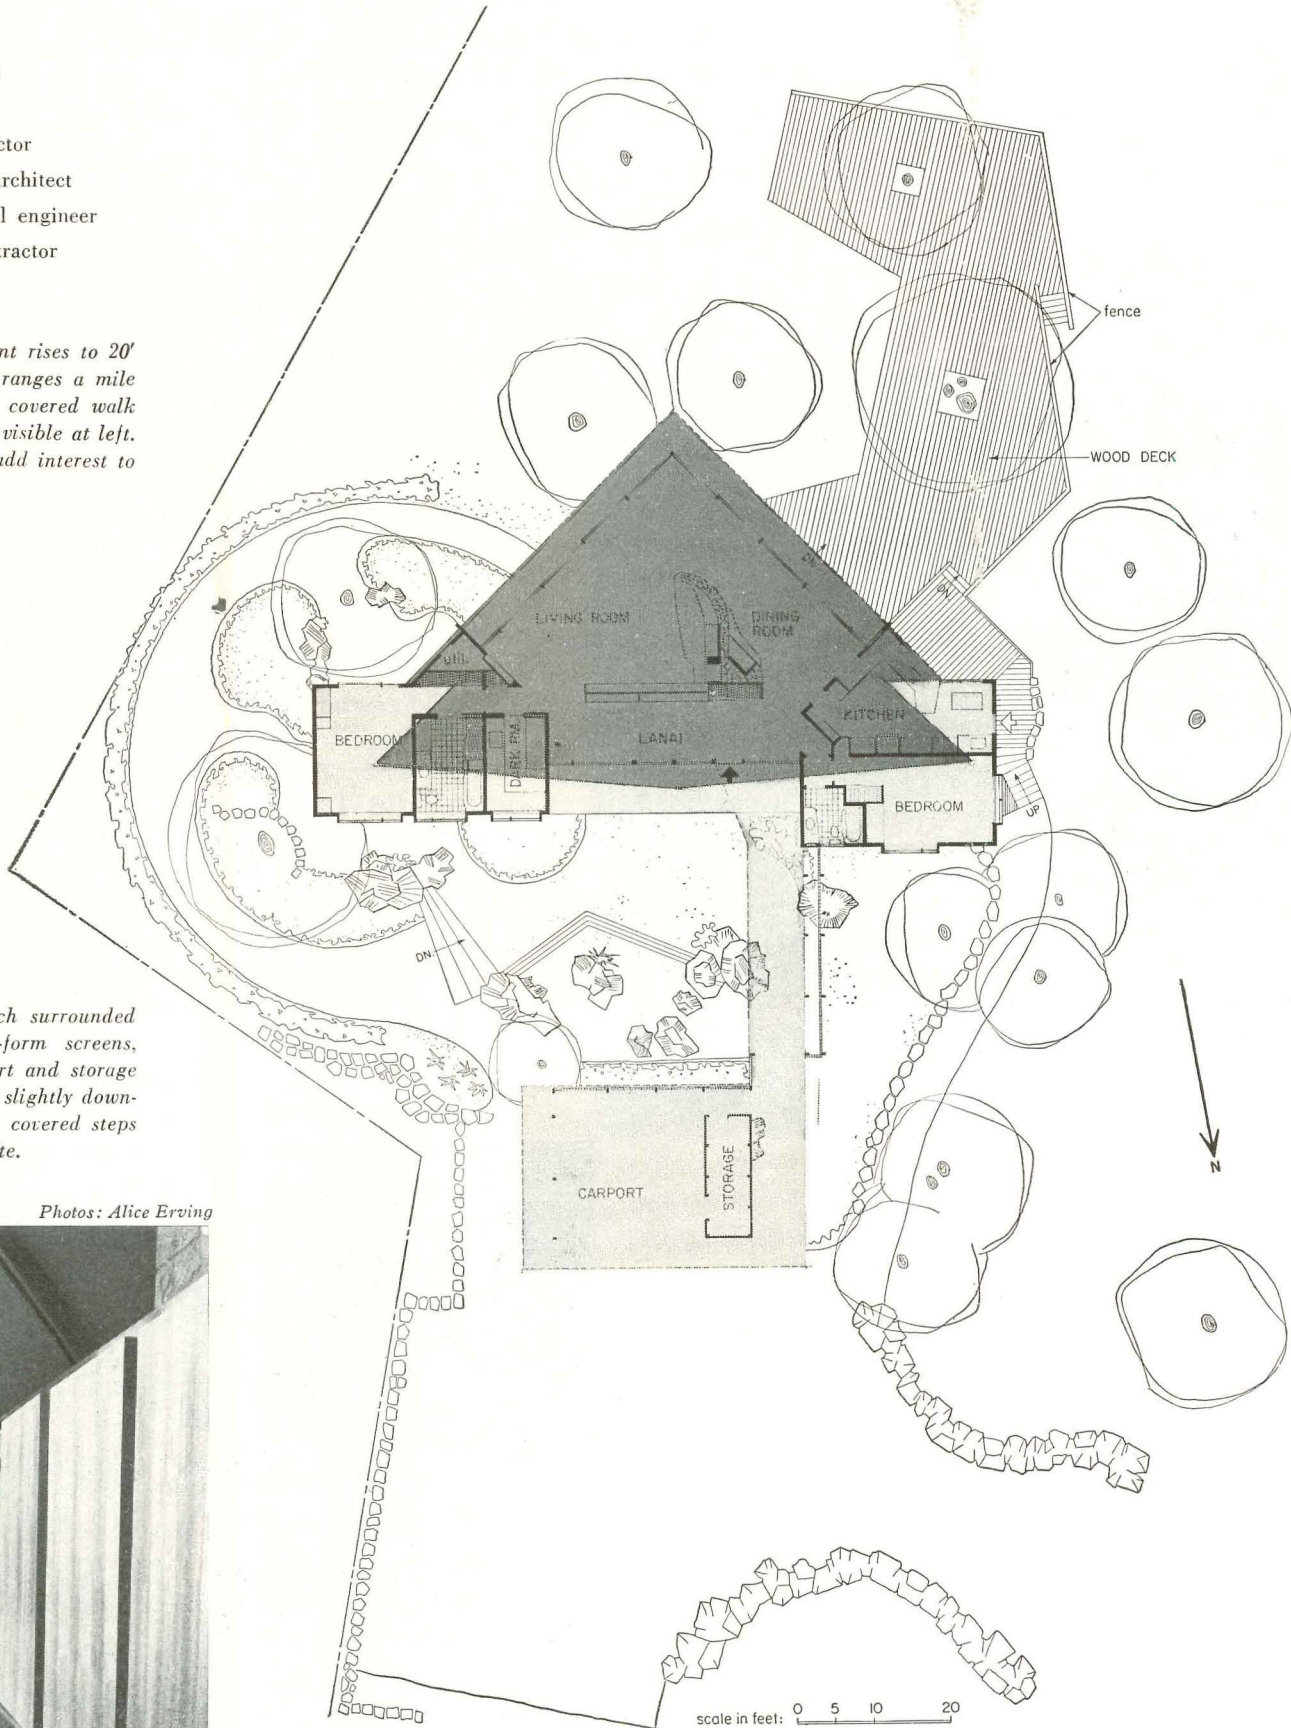 ctor
rchitect
l engineer
tractor
nt rises to 20'
ranges a mile
covered walk
visible at left.
add interest to
fence
WOOD DECK
DN.
DN.
LIVING ROOM
DINING
ROOM
util.
KITCHEN
BEDROOM
DARK RM.
LANAI
BEDROOM
UP
DN.
ch surrounded
-form screens,
rt and storage
slightly down-
covered steps
te.
N
CARPORT
STORAGE
Photos: Alice Erving
scale in feet: 0 5 10 20